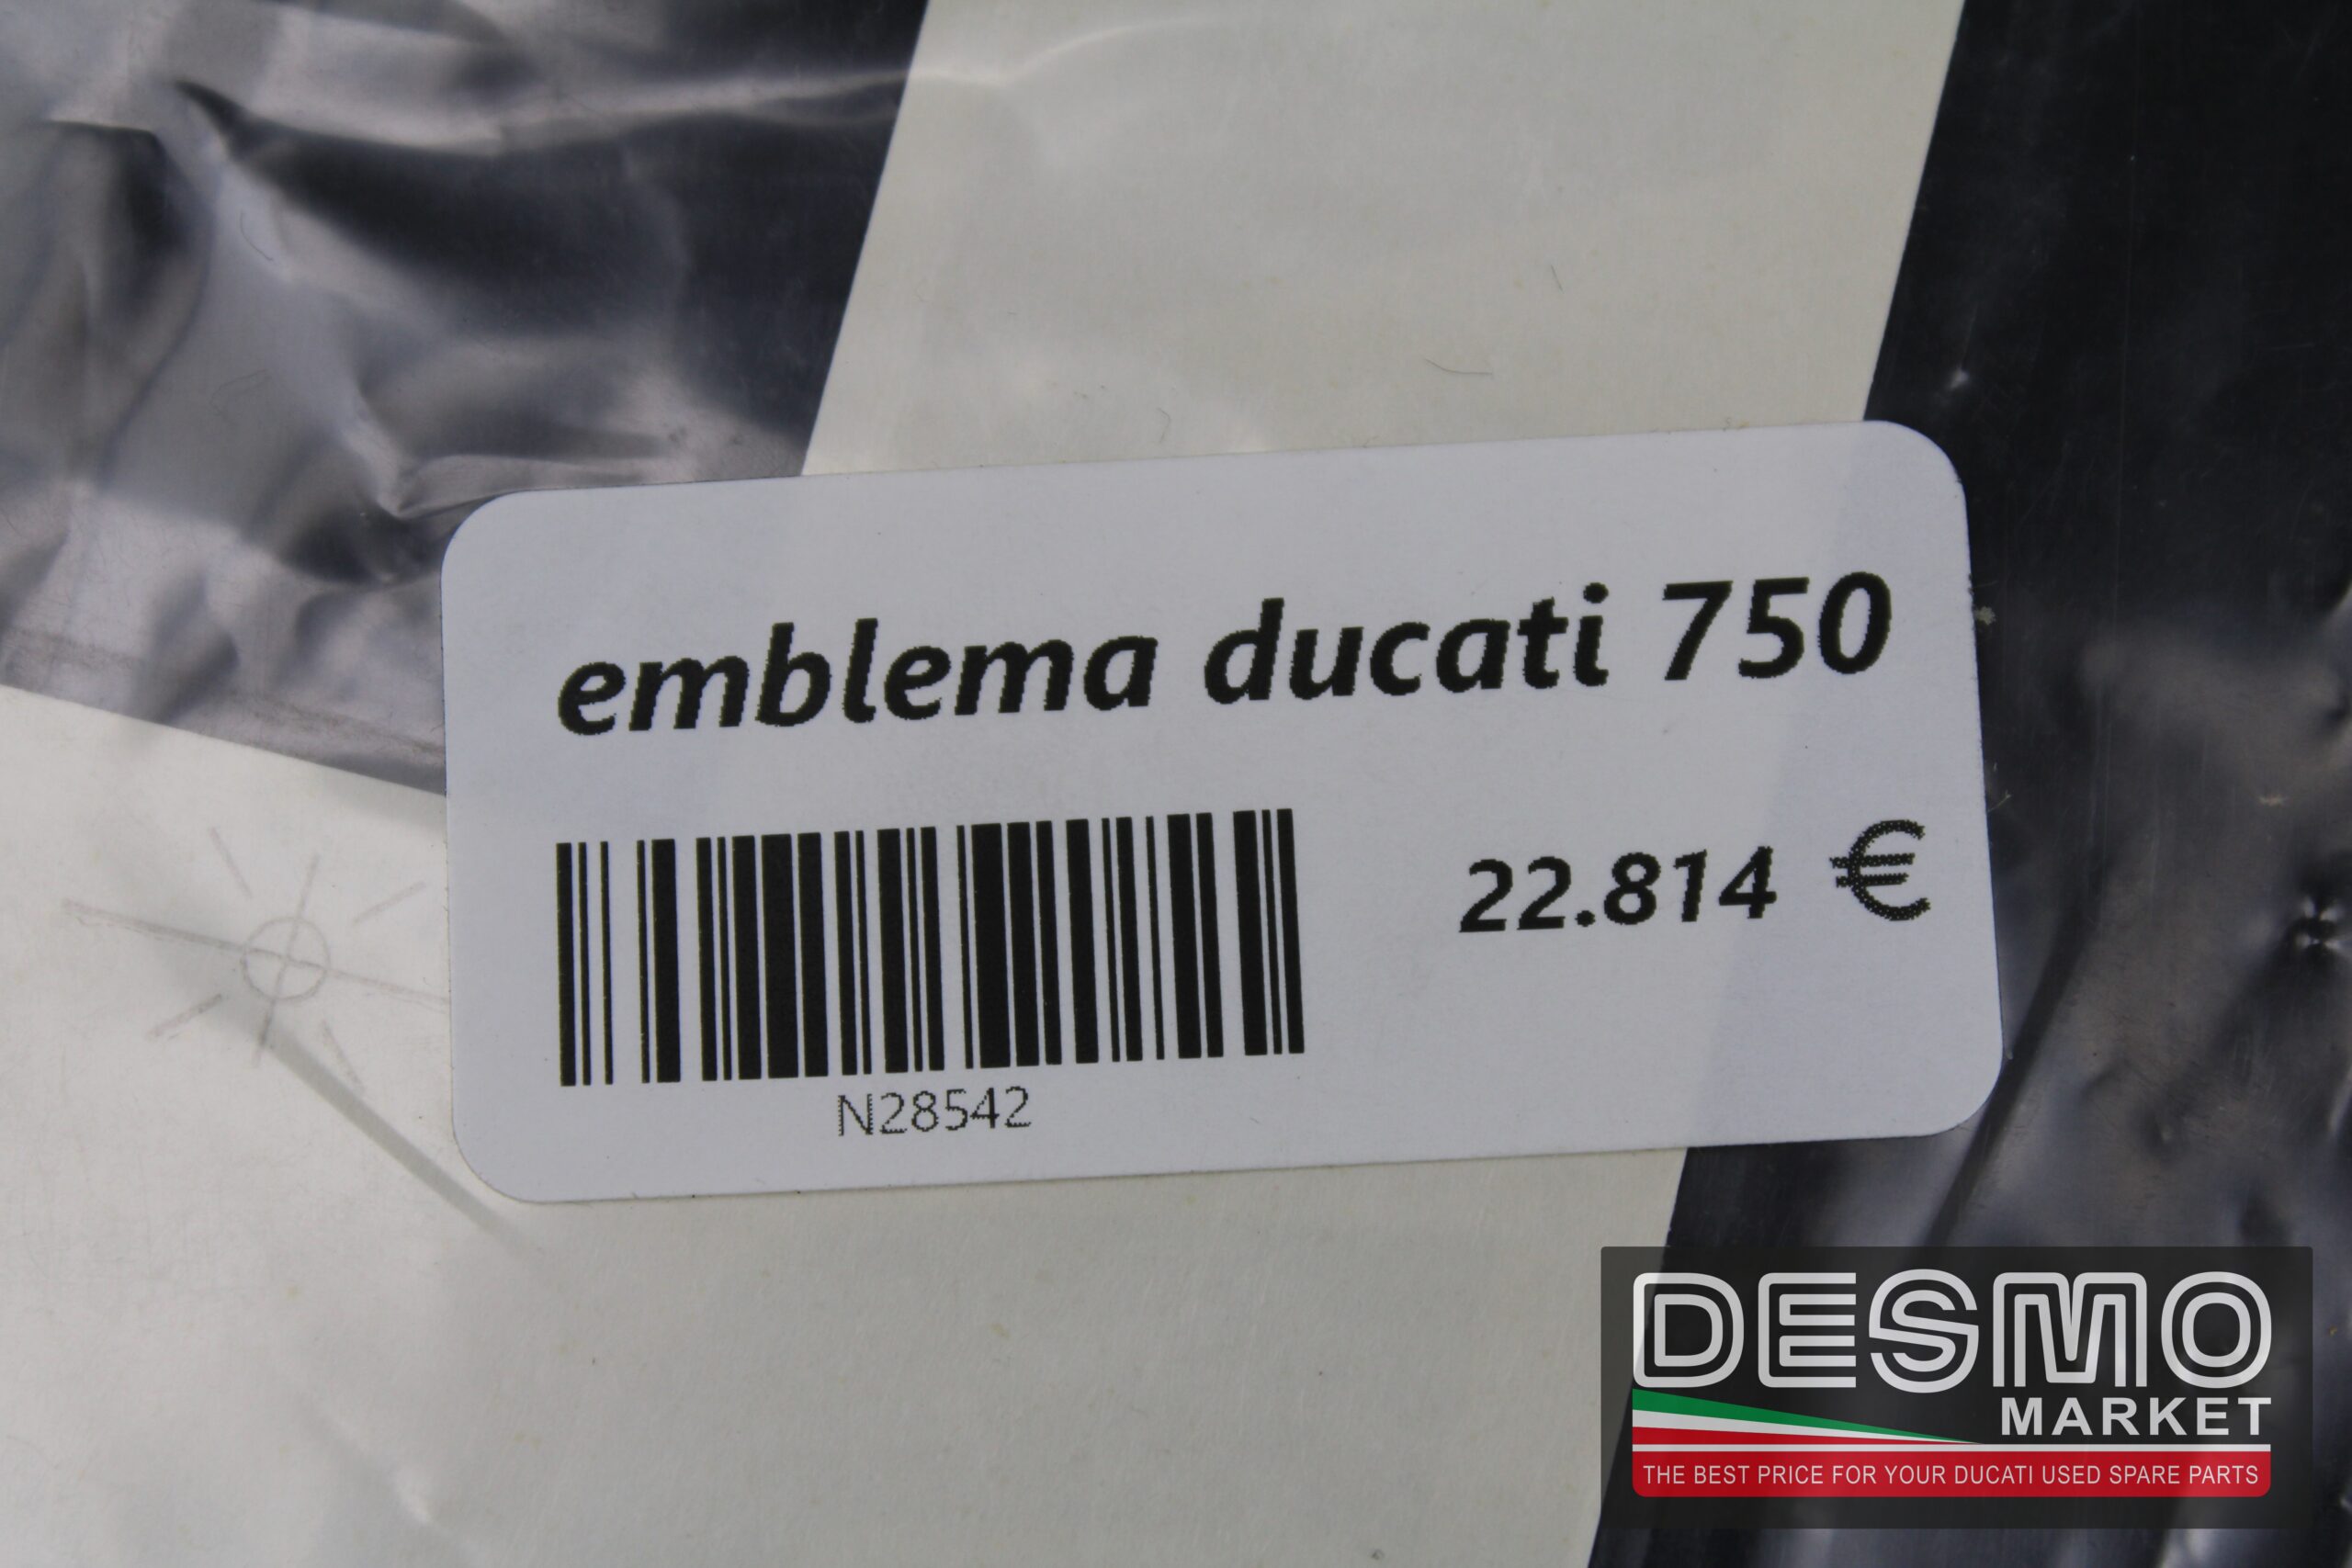 emblema ducati 750
22.814 €
N28542
DESMO
MARKET
THE BEST PRICE FOR YOUR DUCATI USED SPARE PARTS